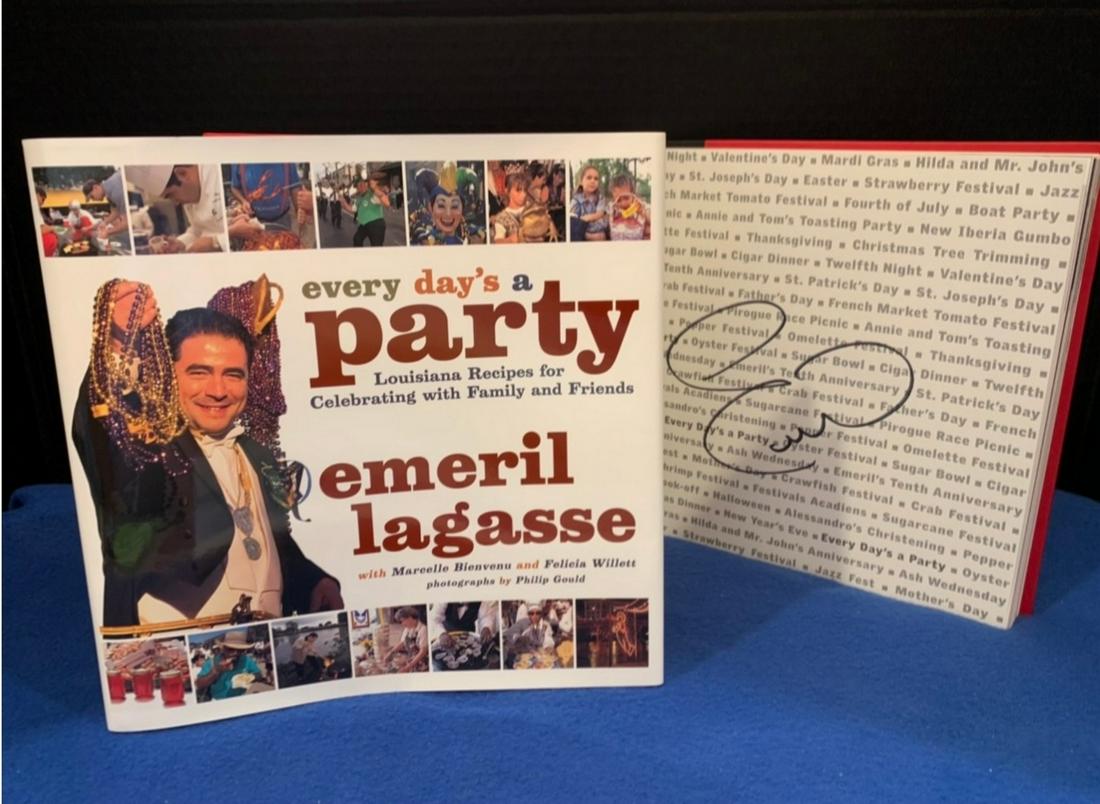 every day's a
party
Louisiana Recipes for
Celebrating with Family and Friends
emeril
lagasse
with Marcelle Bienvenu and Felicia Willett
photographs by Philip Gould
Night ▪ Valentine's Day ▪ Mardi Gras ▪ Hilda and Mr. John's
▪ St. Joseph's Day ▪ Easter ▪ Strawberry Festival ▪ Jazz
Market Tomato Festival ▪ Fourth of July ▪ Boat Party ▪
▪ Annie and Tom's Toasting Party ▪ New Iberia Gumbo
Festival ▪ Thanksgiving ▪ Christmas Tree Trimming ▪
Bowl ▪ Cigar Dinner ▪ Twelfth Night ▪ Valentine's Day
Tenth Anniversary ▪ St. Patrick's Day ▪ St. Joseph's Day ▪
Festival ▪ Father's Day ▪ French Market Tomato Festival
Festival ▪ Pirogue Race Picnic ▪ Annie and Tom's Toasting
▪ Pepper Festival ▪ Omelette Festival ▪ Thanksgiving ▪
▪ Oyster Festival ▪ Sugar Bowl ▪ Cigar Dinner ▪ Twelfth
▪ Emeril's Tenth Anniversary ▪ St. Patrick's Day
Crawfish Festival ▪ Crab Festival ▪ Father's Day ▪ French
Acadiens ▪ Sugarcane Festival ▪ Pirogue Race Picnic ▪
Christening ▪ Pepper Festival ▪ Omelette Festival
Every Day's a Party ▪ Oyster Festival ▪ Sugar Bowl ▪ Cigar
▪ Ash Wednesday ▪ Emeril's Tenth Anniversary
▪ Mother's Day ▪ Crawfish Festival ▪ Crab Festival ▪
Festival ▪ Festivals Acadiens ▪ Sugarcane Festival
▪ Halloween ▪ Alessandro's Christening ▪ Pepper
Dinner ▪ New Year's Eve ▪ Every Day's a Party ▪ Oyster
▪ Hilda and Mr. John's Anniversary ▪ Ash Wednesday
▪ Strawberry Festival ▪ Jazz Fest ▪ Mother's Day ▪